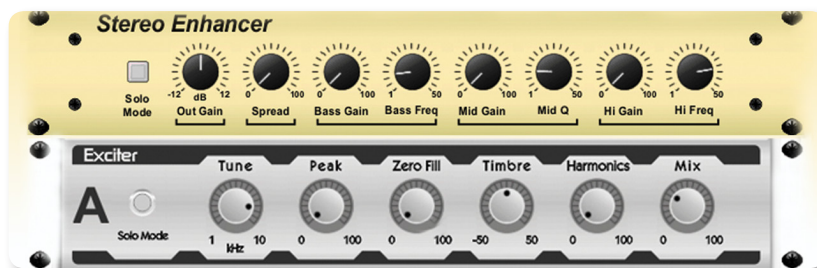 Stereo Enhancer
Solo Mode
-12 dB 12
Out Gain
0 100
Spread
0 100
Bass Gain
1 50
Bass Freq
0 100
Mid Gain
1 50
Mid Q
0 100
Hi Gain
1 50
Hi Freq
Exciter
A
Solo Mode
Tune
1 kHz 10
Peak
0 100
Zero Fill
0 100
Timbre
-50 50
Harmonics
0 100
Mix
0 100